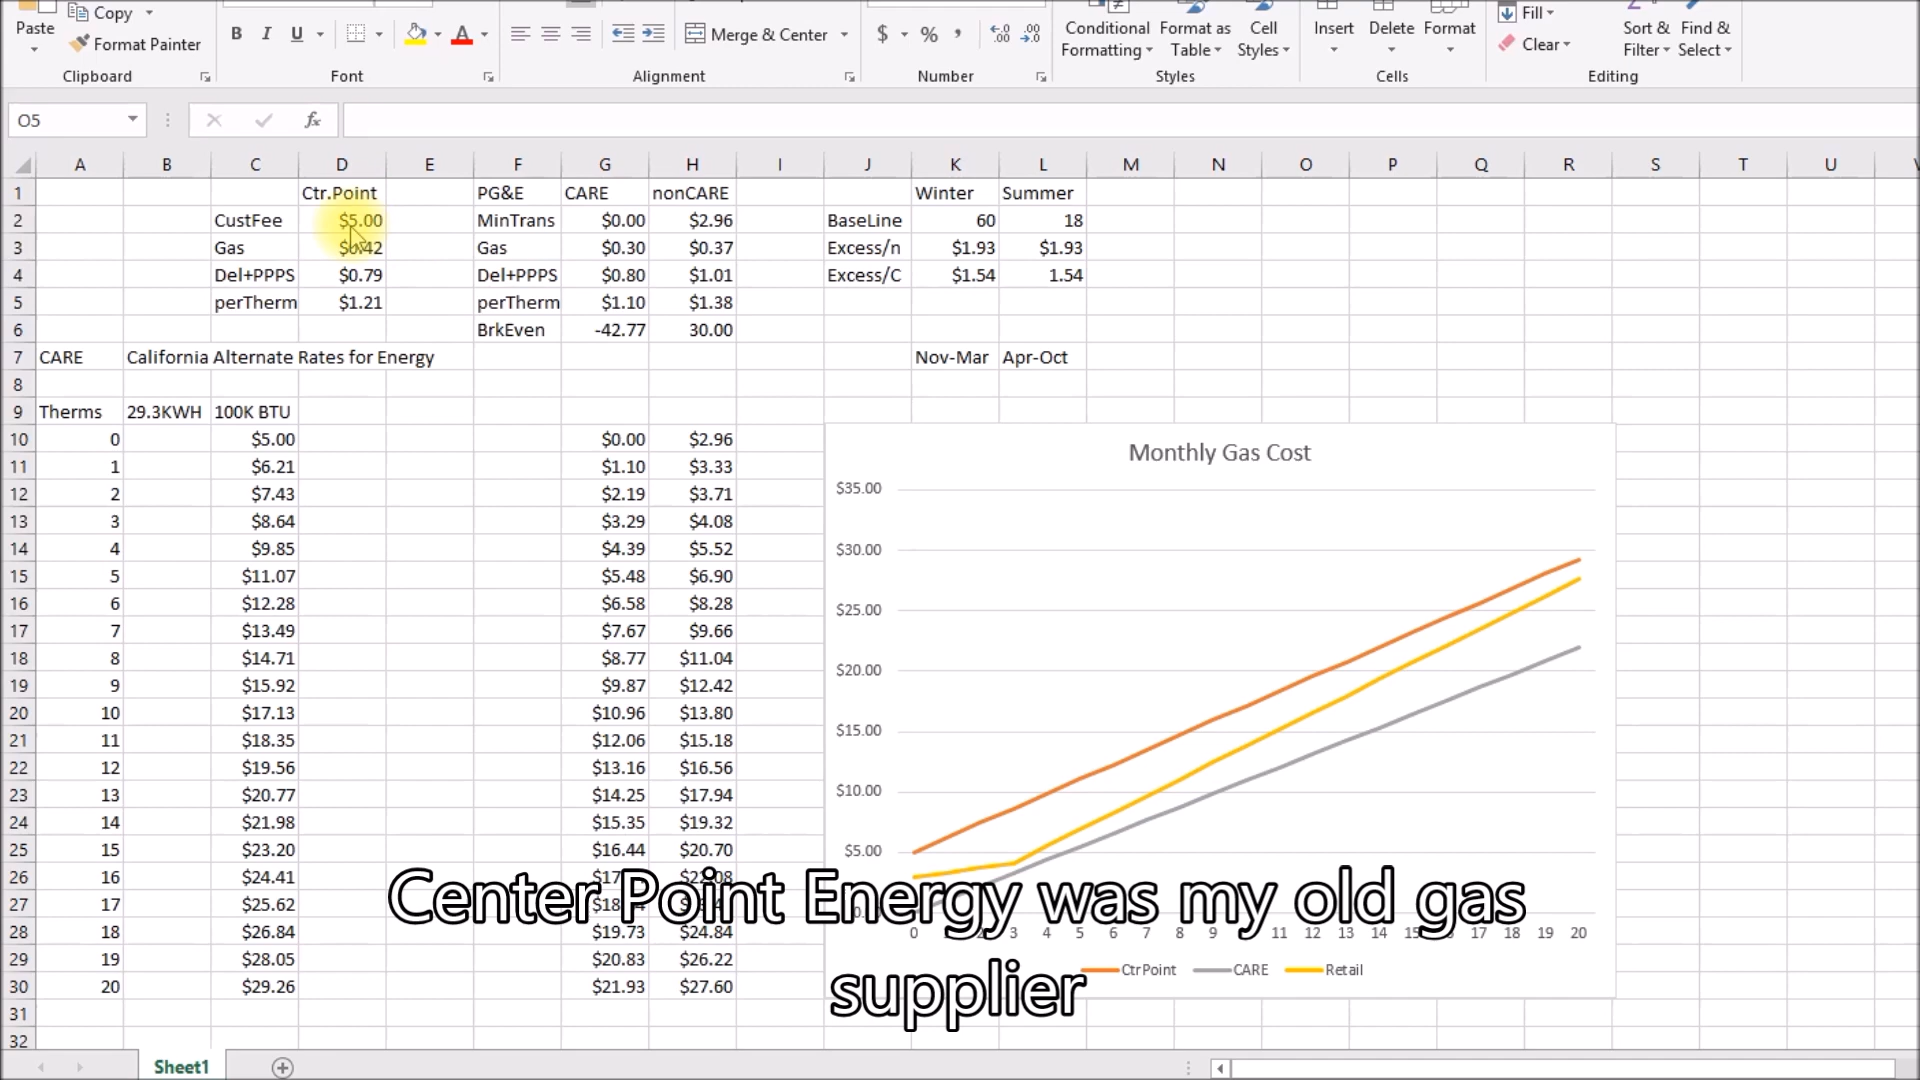 Copy
Paste
Format Painter
Clipboard
B I U
A
Font
Merge & Center
Alignment
$ % ,
Number
Conditional Formatting
Format as Table
Cell Styles
Styles
Insert Delete Format
Cells
Fill
Clear
Sort & Filter
Find & Select
Editing
O5
fx
A B C D E F G H I J K L M N O P Q R S T U
1 Ctr.Point PG&E CARE nonCARE Winter Summer
2 CustFee $5.00 MinTrans $0.00 $2.96 BaseLine 60 18
3 Gas $0.42 Gas $0.30 $0.37 Excess/n $1.93 $1.93
4 Del+PPPS $0.79 Del+PPPS $0.80 $1.01 Excess/C $1.54 1.54
5 perTherm $1.21 perTherm $1.10 $1.38
6 BrkEven -42.77 30.00
7 CARE California Alternate Rates for Energy Nov-Mar Apr-Oct
8
9 Therms 29.3KWH 100K BTU
10 0 $5.00 $0.00 $2.96
11 1 $6.21 $1.10 $3.33
12 2 $7.43 $2.19 $3.71
13 3 $8.64 $3.29 $4.08
14 4 $9.85 $4.39 $5.52
15 5 $11.07 $5.48 $6.90
16 6 $12.28 $6.58 $8.28
17 7 $13.49 $7.67 $9.66
18 8 $14.71 $8.77 $11.04
19 9 $15.92 $9.87 $12.42
20 10 $17.13 $10.96 $13.80
21 11 $18.35 $12.06 $15.18
22 12 $19.56 $13.16 $16.56
23 13 $20.77 $14.25 $17.94
24 14 $21.98 $15.35 $19.32
25 15 $23.20 $16.44 $20.70
26 16 $24.41
27 17 $25.62
28 18 $26.84 $19.73 $24.84
29 19 $28.05 $20.83 $26.22
30 20 $29.26 $21.93 $27.60
31
32
Monthly Gas Cost
$35.00
$30.00
$25.00
$20.00
$15.00
$10.00
$5.00
0 3 4 5 6 7 8 9 11 12 13 14 15 16 17 18 19 20
CtrPoint CARE Retail
Center Point Energy was my old gas
supplier
Sheet1